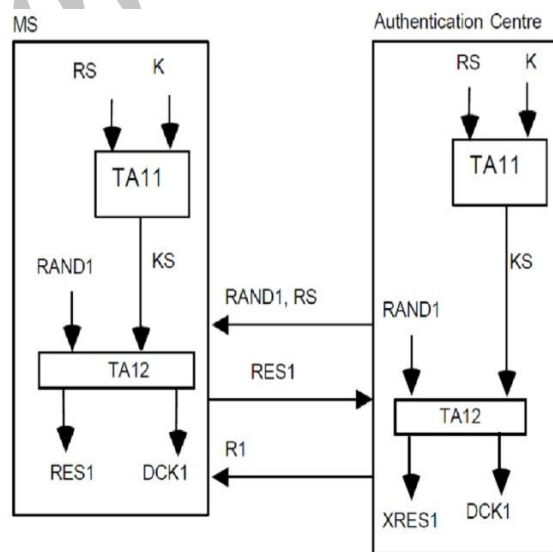 MS
Authentication Centre
RS
K
TA11
KS
RAND1
TA12
RES1
DCK1
RAND1, RS
RES1
R1
RS
K
TA11
KS
RAND1
TA12
XRES1
DCK1